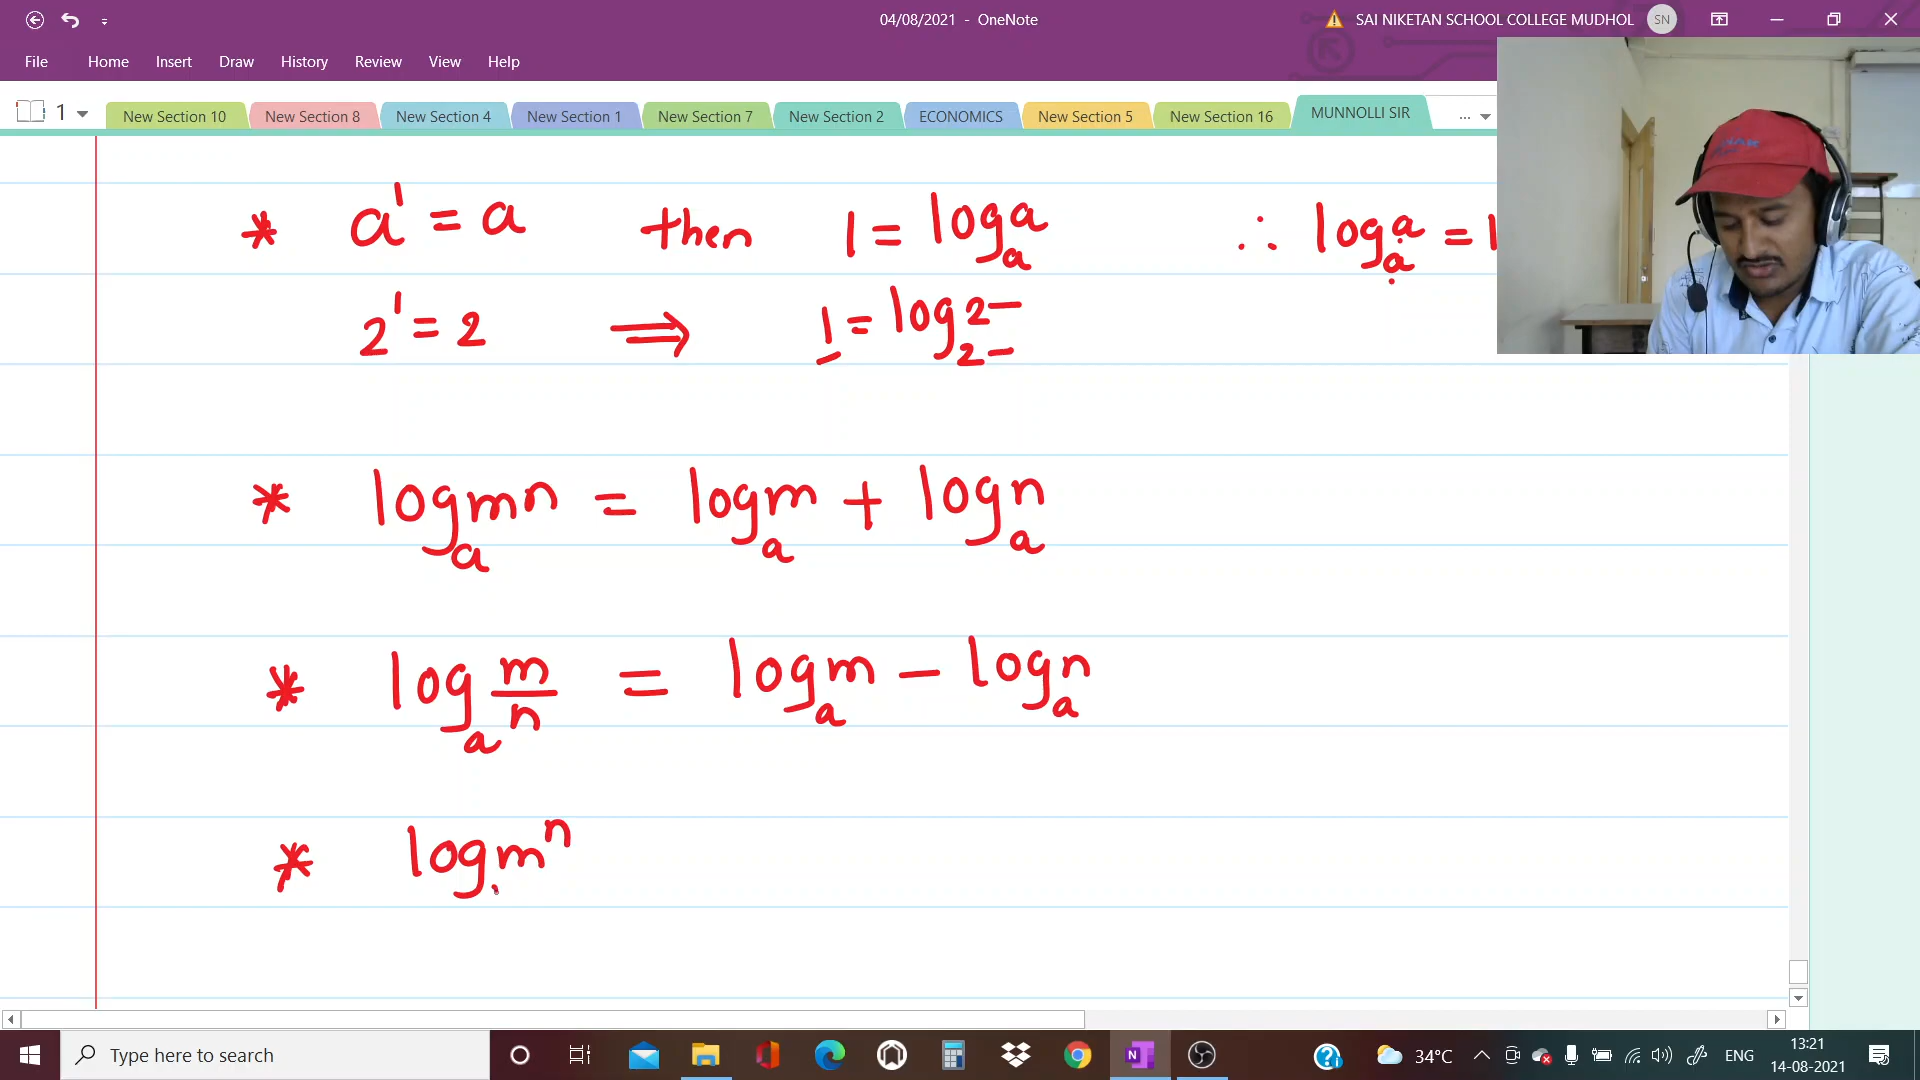 04/08/2021 - OneNote
SAI NIKETAN SCHOOL COLLEGE MUDHOL SN
File Home Insert Draw History Review View Help
1 New Section 10 New Section 8 New Section 4 New Section 1 New Section 7 New Section 2 ECONOMICS New Section 5 New Section 16 MUNNOLLI SIR ...
* a¹ = a then 1 = logₐa ∴ logₐa = 1
2¹ = 2 ⟹ 1 = log₂2
* logₐmn = logₐm + logₐn
* logₐ m/n = logₐm − logₐn
* log mⁿ
Type here to search
34°C ENG 13:21
14-08-2021